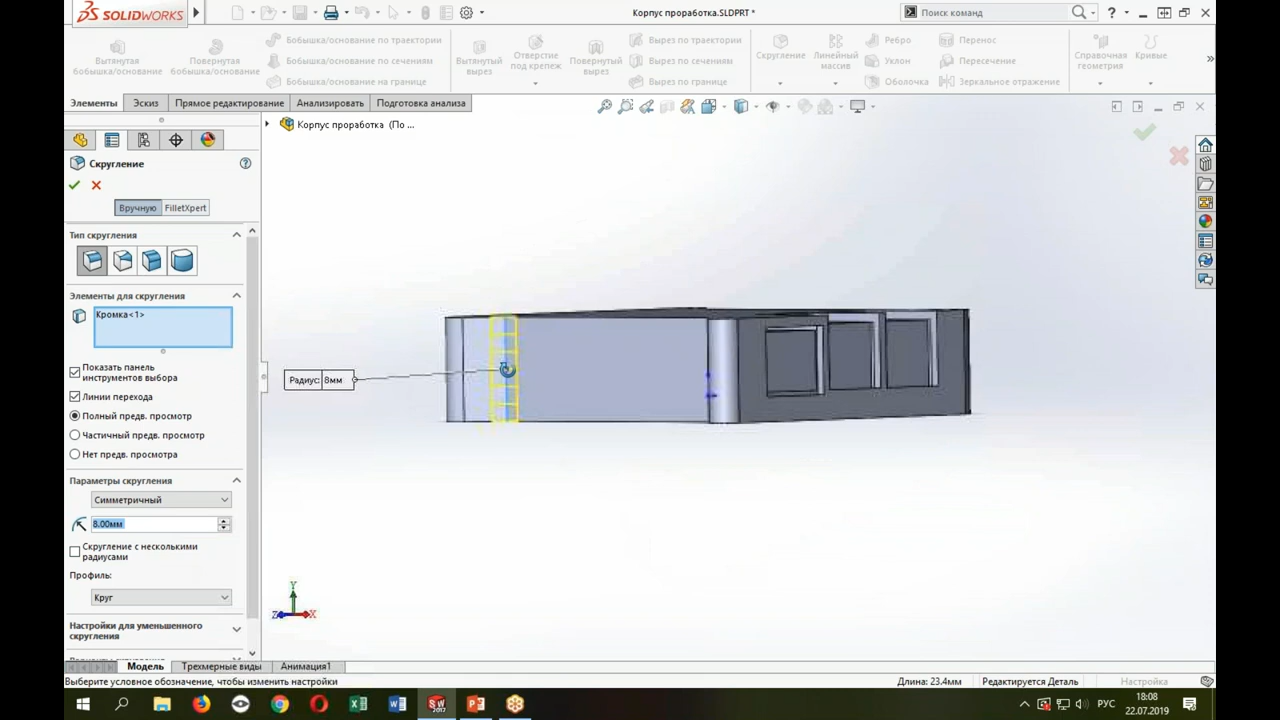 SOLIDWORKS
Корпус проработка.SLDPRT *
Поиск команд
Вытянутая бобышка/основание
Повернутая бобышка/основание
Бобышка/основание по траектории
Бобышка/основание по сечениям
Бобышка/основание на границе
Вытянутый вырез
Отверстие под крепеж
Повернутый вырез
Вырез по траектории
Вырез по сечениям
Вырез по границе
Скругление
Линейный массив
Ребро
Уклон
Оболочка
Перенос
Пересечение
Зеркальное отражение
Справочная геометрия
Кривые
Элементы
Эскиз
Прямое редактирование
Анализировать
Подготовка анализа
Корпус проработка (По ...
Скругление
Вручную
FilletXpert
Тип скругления
Элементы для скругления
Кромка<1>
Показать панель
инструментов выбора
Линии перехода
Полный предв. просмотр
Частичный предв. просмотр
Нет предв. просмотра
Параметры скругления
Симметричный
8.00мм
Скругление с несколькими
радиусами
Профиль:
Круг
Настройки для уменьшенного
скругления
Радиус: 8мм
Y
Z
X
Модель
Трехмерные виды
Анимация1
Выберите условное обозначение, чтобы изменить настройки
Длина: 23.4мм
Редактируется Деталь
Настройка
РУС
18:08
22.07.2019